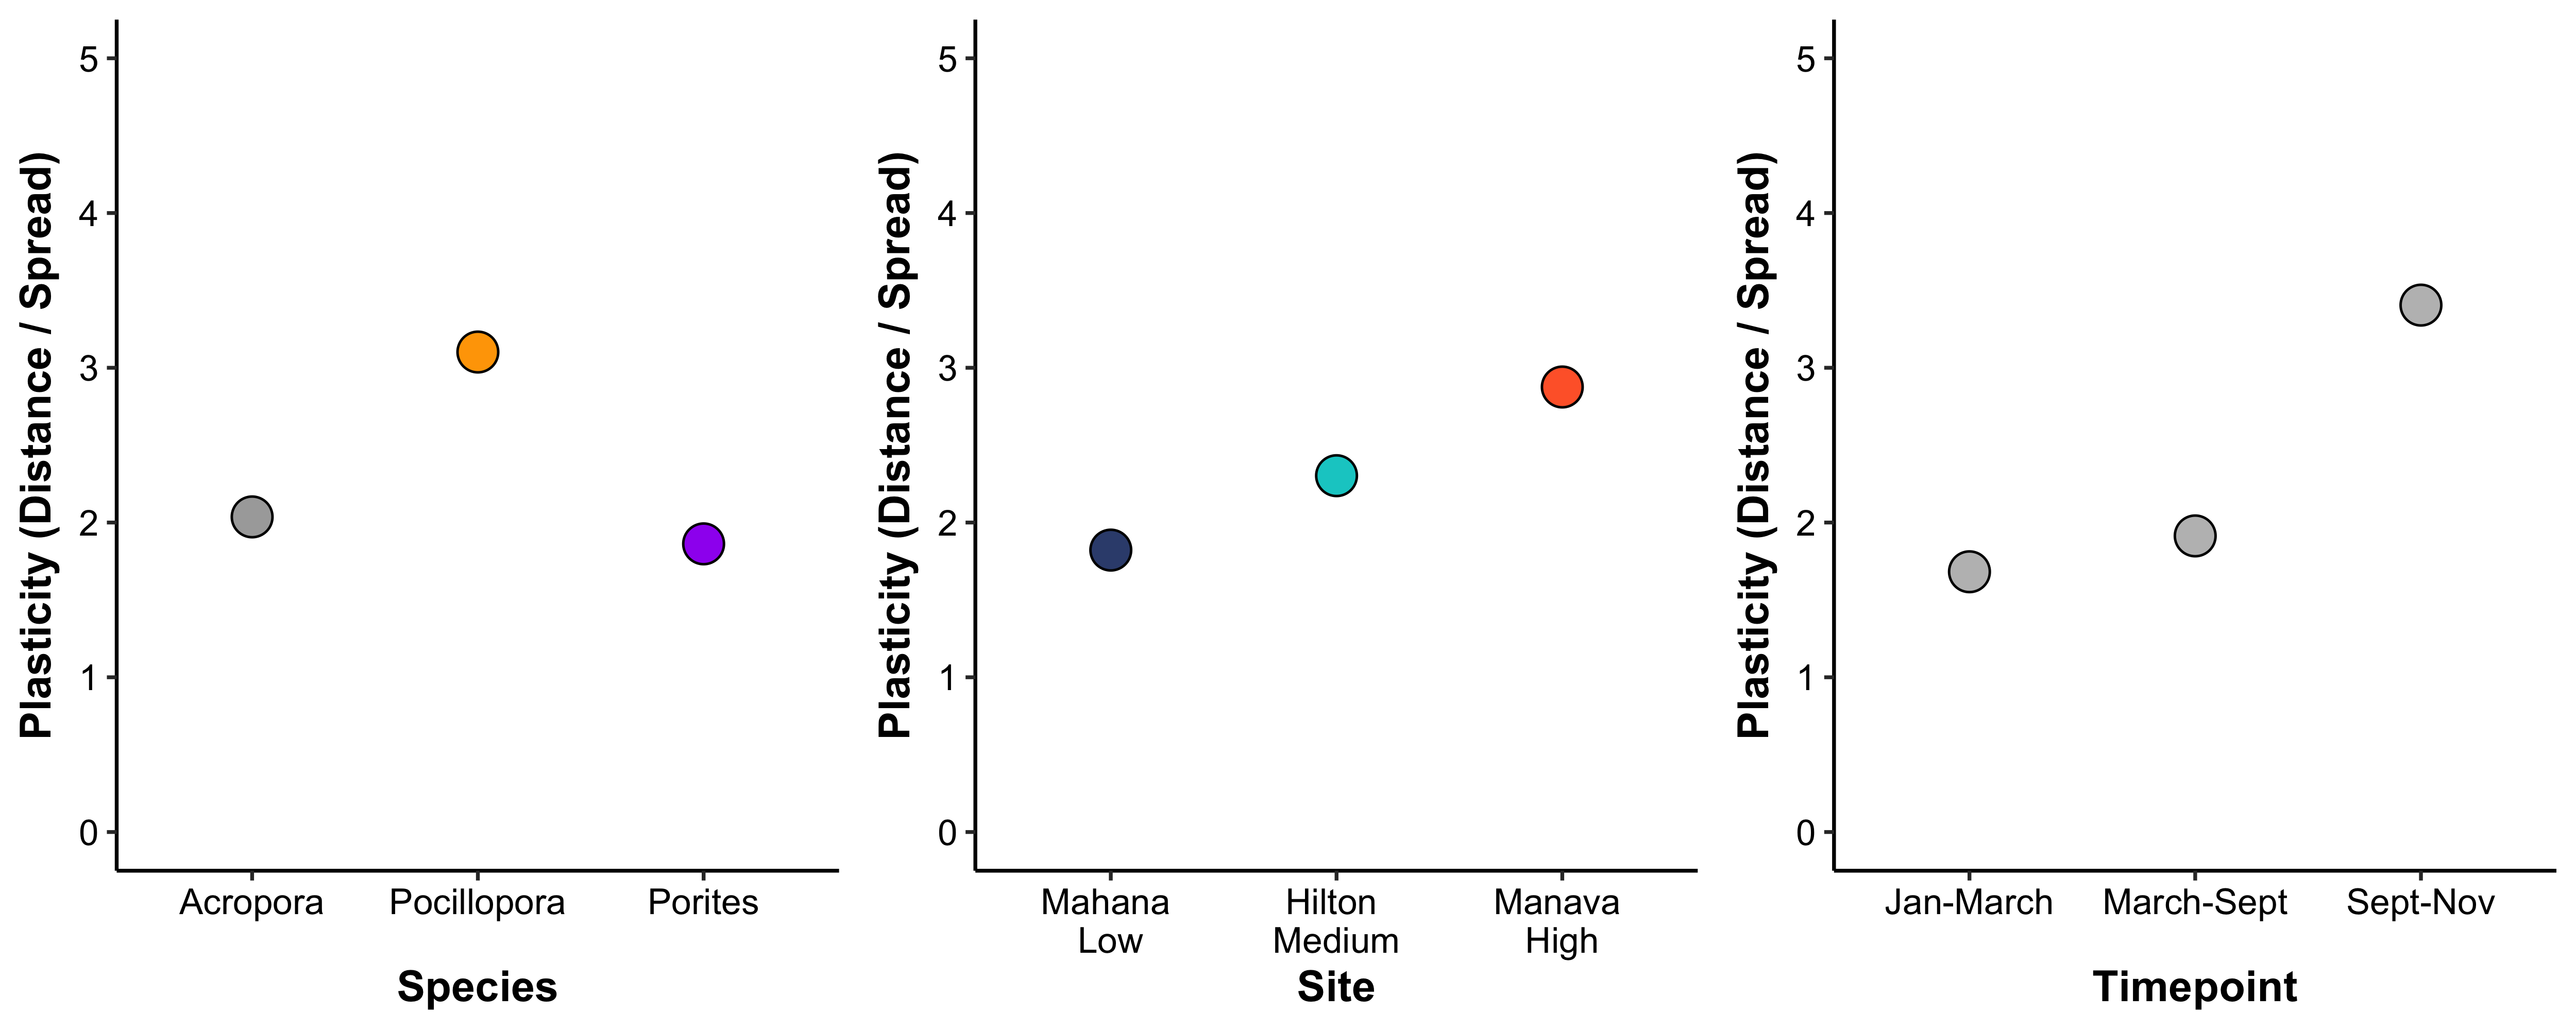 Plasticity (Distance / Spread)
5
4
3
2
1
0
Acropora Pocillopora Porites
Species
Plasticity (Distance / Spread)
5
4
3
2
1
0
Mahana Hilton Manava
Low Medium High
Site
Plasticity (Distance / Spread)
5
4
3
2
1
0
Jan-March March-Sept Sept-Nov
Timepoint